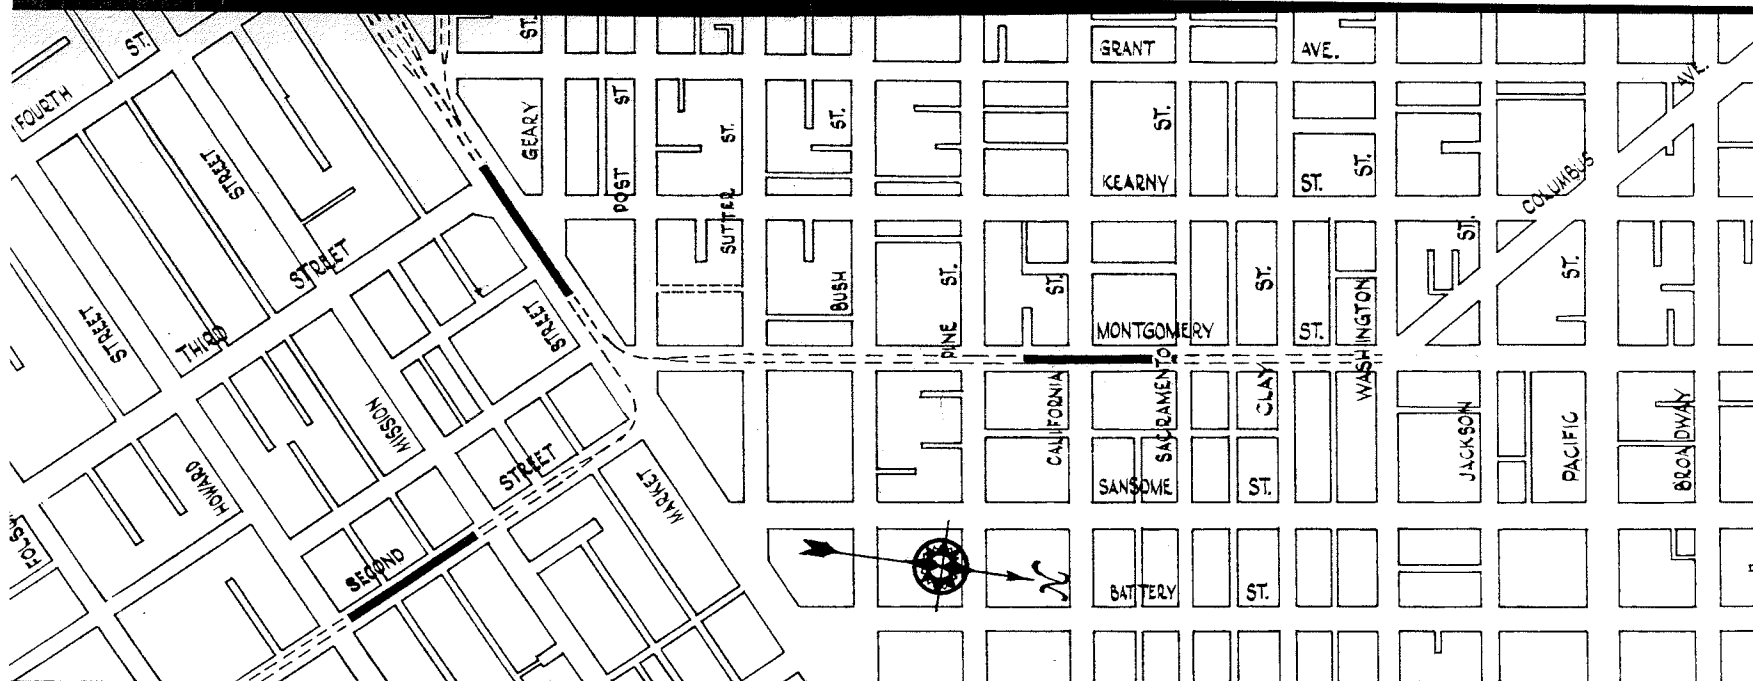 FOURTH ST.
THIRD STREET
SECOND STREET
FOLS
HOWARD STREET
MISSION STREET
MARKET STREET
GEARY ST.
POST ST
SUTTER ST.
BUSH ST.
PINE ST.
CALIFORNIA ST.
SACRAMENTO ST.
CLAY ST.
WASHINGTON ST.
JACKSON ST.
PACIFIC ST.
BROADWAY
GRANT AVE.
KEARNY ST.
MONTGOMERY ST.
SANSOME ST.
BATTERY ST.
COLUMBUS AVE.
N